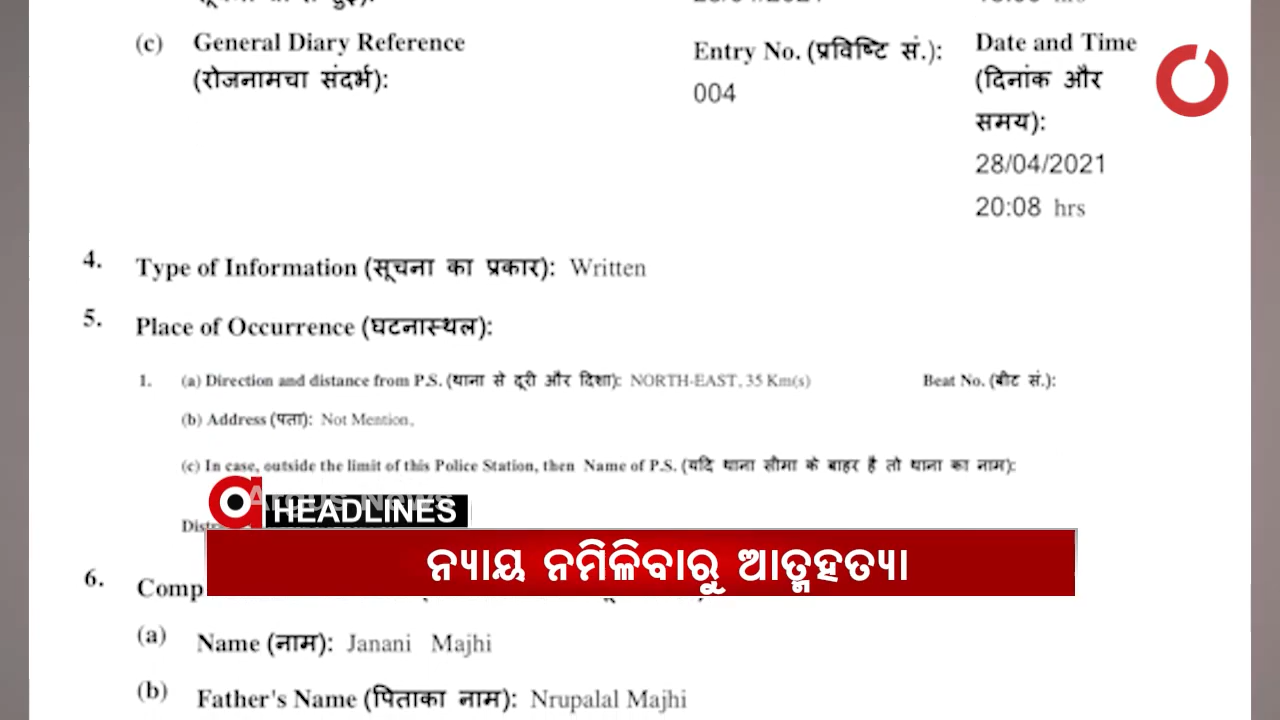 (c) General Diary Reference Entry No. (प्रविष्टि सं.): Date and Time
(रोजनामचा संदर्भ): 004 (दिनांक और
समय):
28/04/2021
20:08 hrs
4. Type of Information (सूचना का प्रकार): Written
5. Place of Occurrence (घटनास्थल):
1. (a) Direction and distance from P.S. (थाना से दूरी और दिशा): NORTH-EAST, 35 Km(s) Beat No. (बीट सं.):
(b) Address (पता): Not Mention,
(c) In case, outside the limit of this Police Station, then Name of P.S. (यदि थाना सीमा के बाहर है तो थाना का नाम):
Argus News
HEADLINES
ନ୍ୟାୟ ନମିଳିବାରୁ ଆତ୍ମହତ୍ୟା
6. Comp
(a) Name (नाम): Janani Majhi
(b) Father's Name (पिताका नाम): Nrupalal Majhi